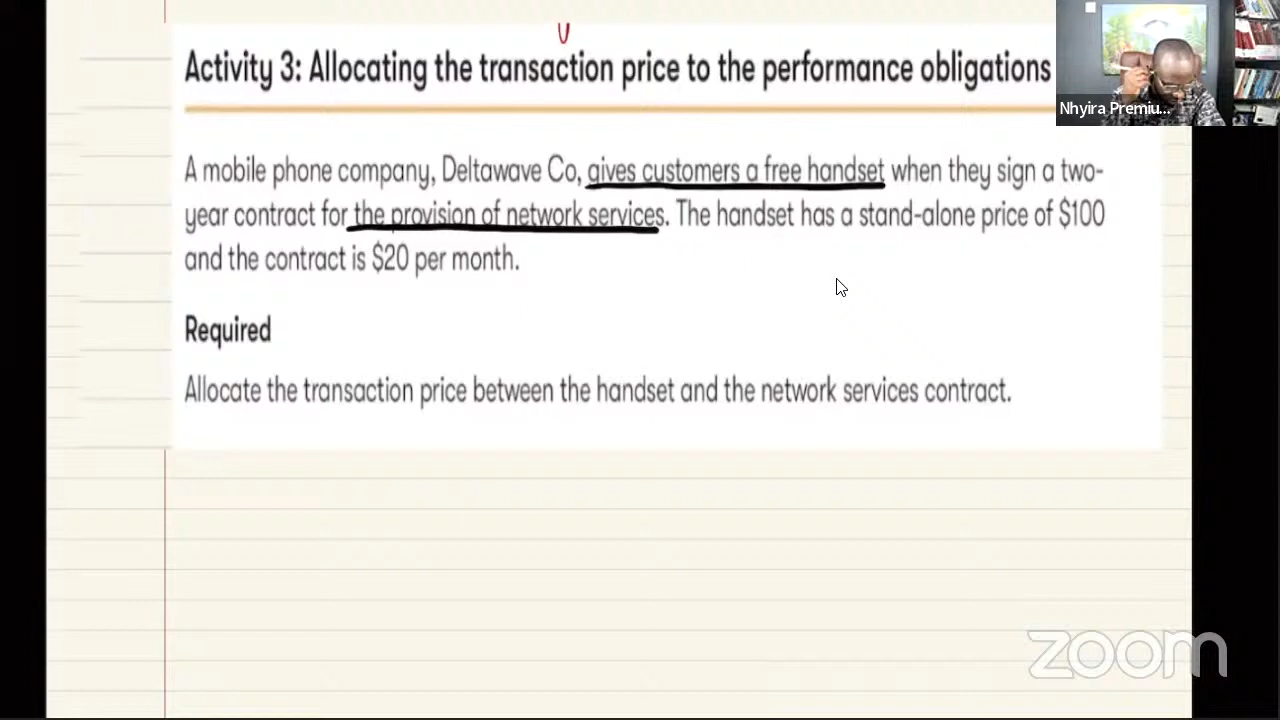 Activity 3: Allocating the transaction price to the performance obligations
Nhyira Premiu...
A mobile phone company, Deltawave Co, gives customers a free handset when they sign a two-
year contract for the provision of network services. The handset has a stand-alone price of $100
and the contract is $20 per month.
Required
Allocate the transaction price between the handset and the network services contract.
zoom